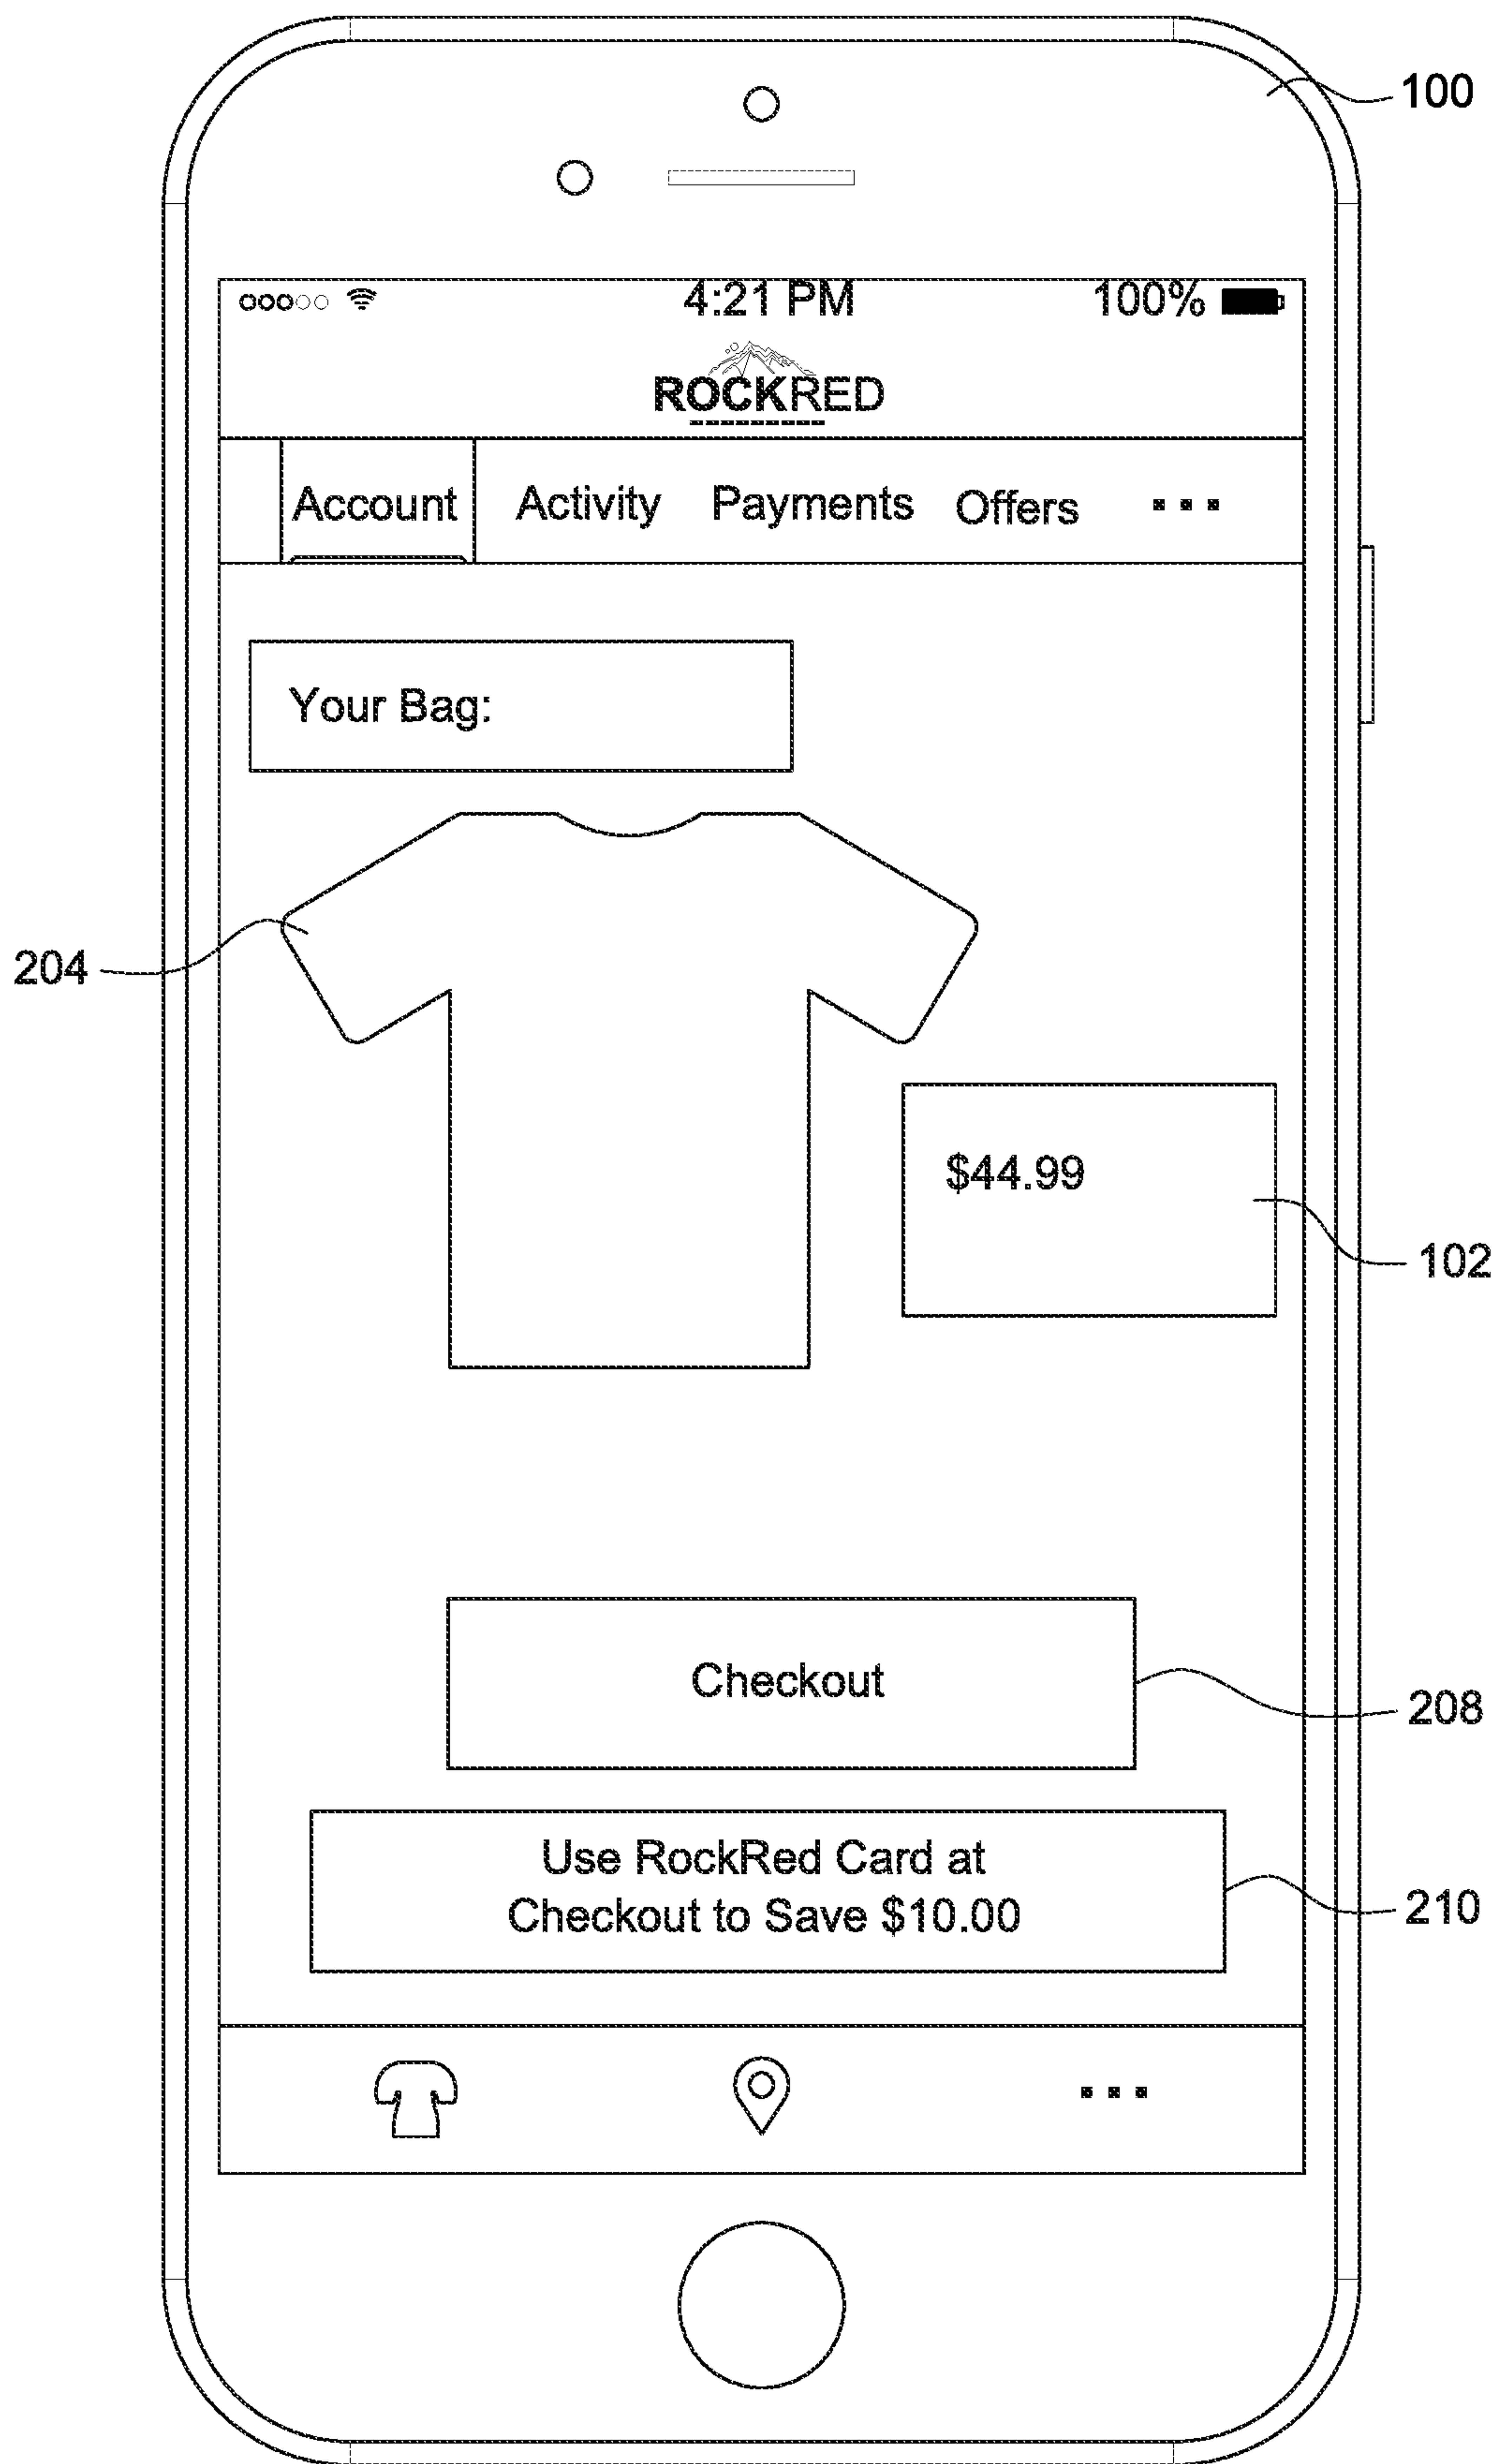 100
4:21 PM 100%
ROCKRED
Account Activity Payments Offers ...
Your Bag:
204
$44.99
102
Checkout
208
Use RockRed Card at
Checkout to Save $10.00
210
...